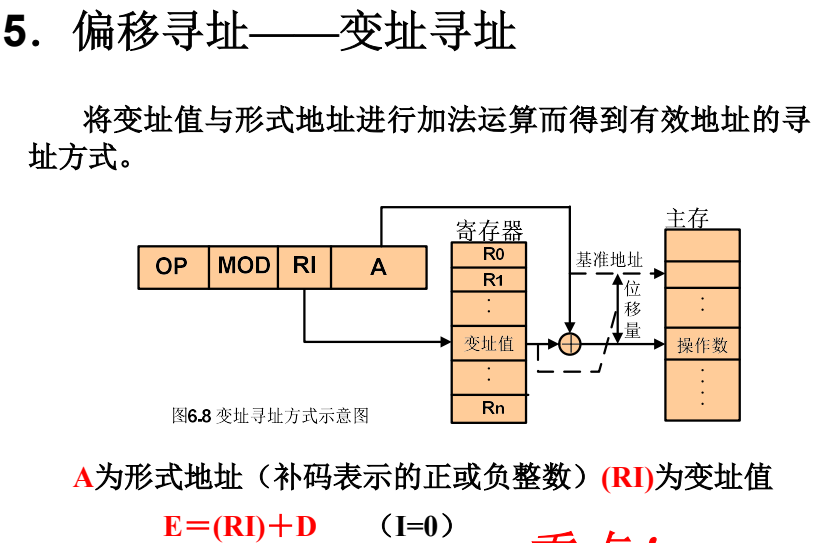 5. 偏移寻址——变址寻址
将变址值与形式地址进行加法运算而得到有效地址的寻
址方式。
OP MOD RI A
寄存器
R0
R1
变址值
Rn
主存
基准地址
位移量
操作数
图6.8 变址寻址方式示意图
A为形式地址（补码表示的正或负整数）(RI)为变址值
E＝(RI)＋D （I=0）